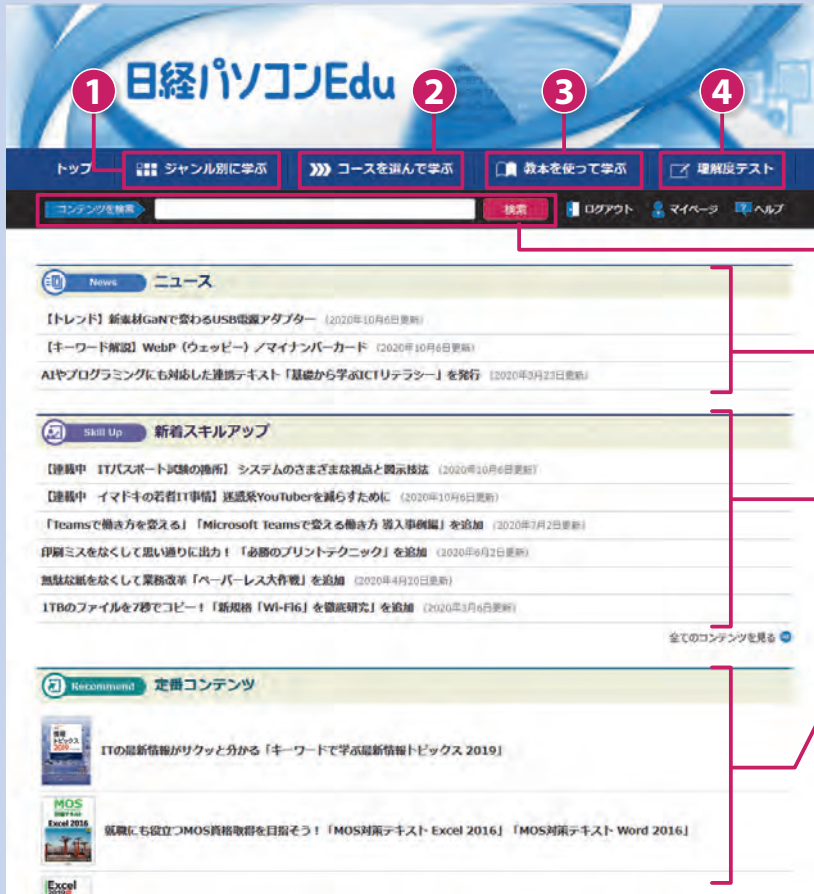 日経パソコンEdu
1
2
3
4
トップ
ジャンル別に学ぶ
コースを選んで学ぶ
教本を使って学ぶ
理解度テスト
コンテンツを検索
検索
ログアウト
マイページ
ヘルプ
News ニュース
【トレンド】新素材GaNで変わるUSB電源アダプター (2020年10月6日更新)
【キーワード解説】WebP（ウェッピー）／マイナンバーカード (2020年10月6日更新)
AIやプログラミングにも対応した連携テキスト「基礎から学ぶICTリテラシー」を発行 (2020年3月23日更新)
Skill Up 新着スキルアップ
【連載中 ITパスポート試験の勘所】システムのさまざまな視点と図示技法 (2020年10月6日更新)
【連載中 イマドキの若者IT事情】迷惑系YouTuberを減らすために (2020年10月6日更新)
「Teamsで働き方を変える」「Microsoft Teamsで変える働き方 導入事例編」を追加 (2020年7月2日更新)
印刷ミスをなくして思い通りに出力！「必勝のプリントテクニック」を追加 (2020年6月2日更新)
無駄な紙をなくして業務改革「ペーパーレス大作戦」を追加 (2020年4月20日更新)
1TBのファイルを7秒でコピー！「新規格「Wi-Fi6」を徹底研究」を追加 (2020年3月6日更新)
全てのコンテンツを見る
Recommend 定番コンテンツ
情報
トピックス
2019
ITの最新情報がサクッと分かる「キーワードで学ぶ最新情報トピックス 2019」
MOS
Excel 2016
就職にも役立つMOS資格取得を目指そう！「MOS対策テキスト Excel 2016」「MOS対策テキスト Word 2016」
Excel